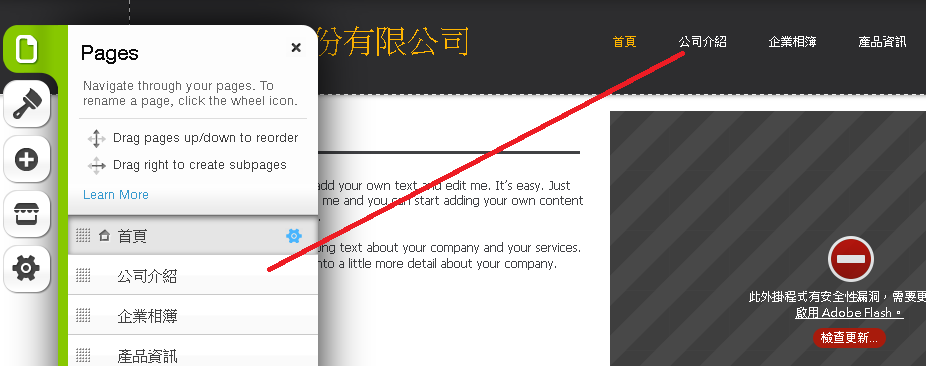 份有限公司
首頁
公司介紹
企業相簿
產品資訊
Pages
Navigate through your pages. To
rename a page, click the wheel icon.
Drag pages up/down to reorder
Drag right to create subpages
Learn More
首頁
公司介紹
企業相簿
產品資訊
add your own text and edit me. It's easy. Just
me and you can start adding your own content
ong text about your company and your services.
nto a little more detail about your company.
此外掛程式有安全性漏洞，需要更
啟用 Adobe Flash。
檢查更新...